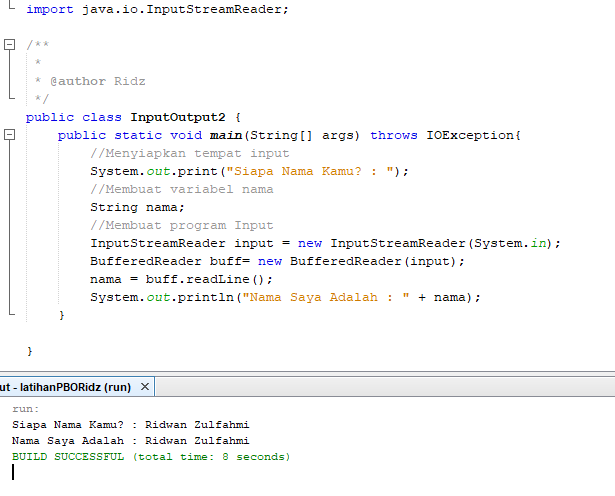 import java.io.InputStreamReader;
/**
*
* @author Ridz
*/
public class InputOutput2 {
public static void main(String[] args) throws IOException{
//Menyiapkan tempat input
System.out.print("Siapa Nama Kamu? : ");
//Membuat variabel nama
String nama;
//Membuat program Input
InputStreamReader input = new InputStreamReader(System.in);
BufferedReader buff= new BufferedReader(input);
nama = buff.readLine();
System.out.println("Nama Saya Adalah : " + nama);
}
}
ut - latihanPBORidz (run) ×
run:
Siapa Nama Kamu? : Ridwan Zulfahmi
Nama Saya Adalah : Ridwan Zulfahmi
BUILD SUCCESSFUL (total time: 8 seconds)